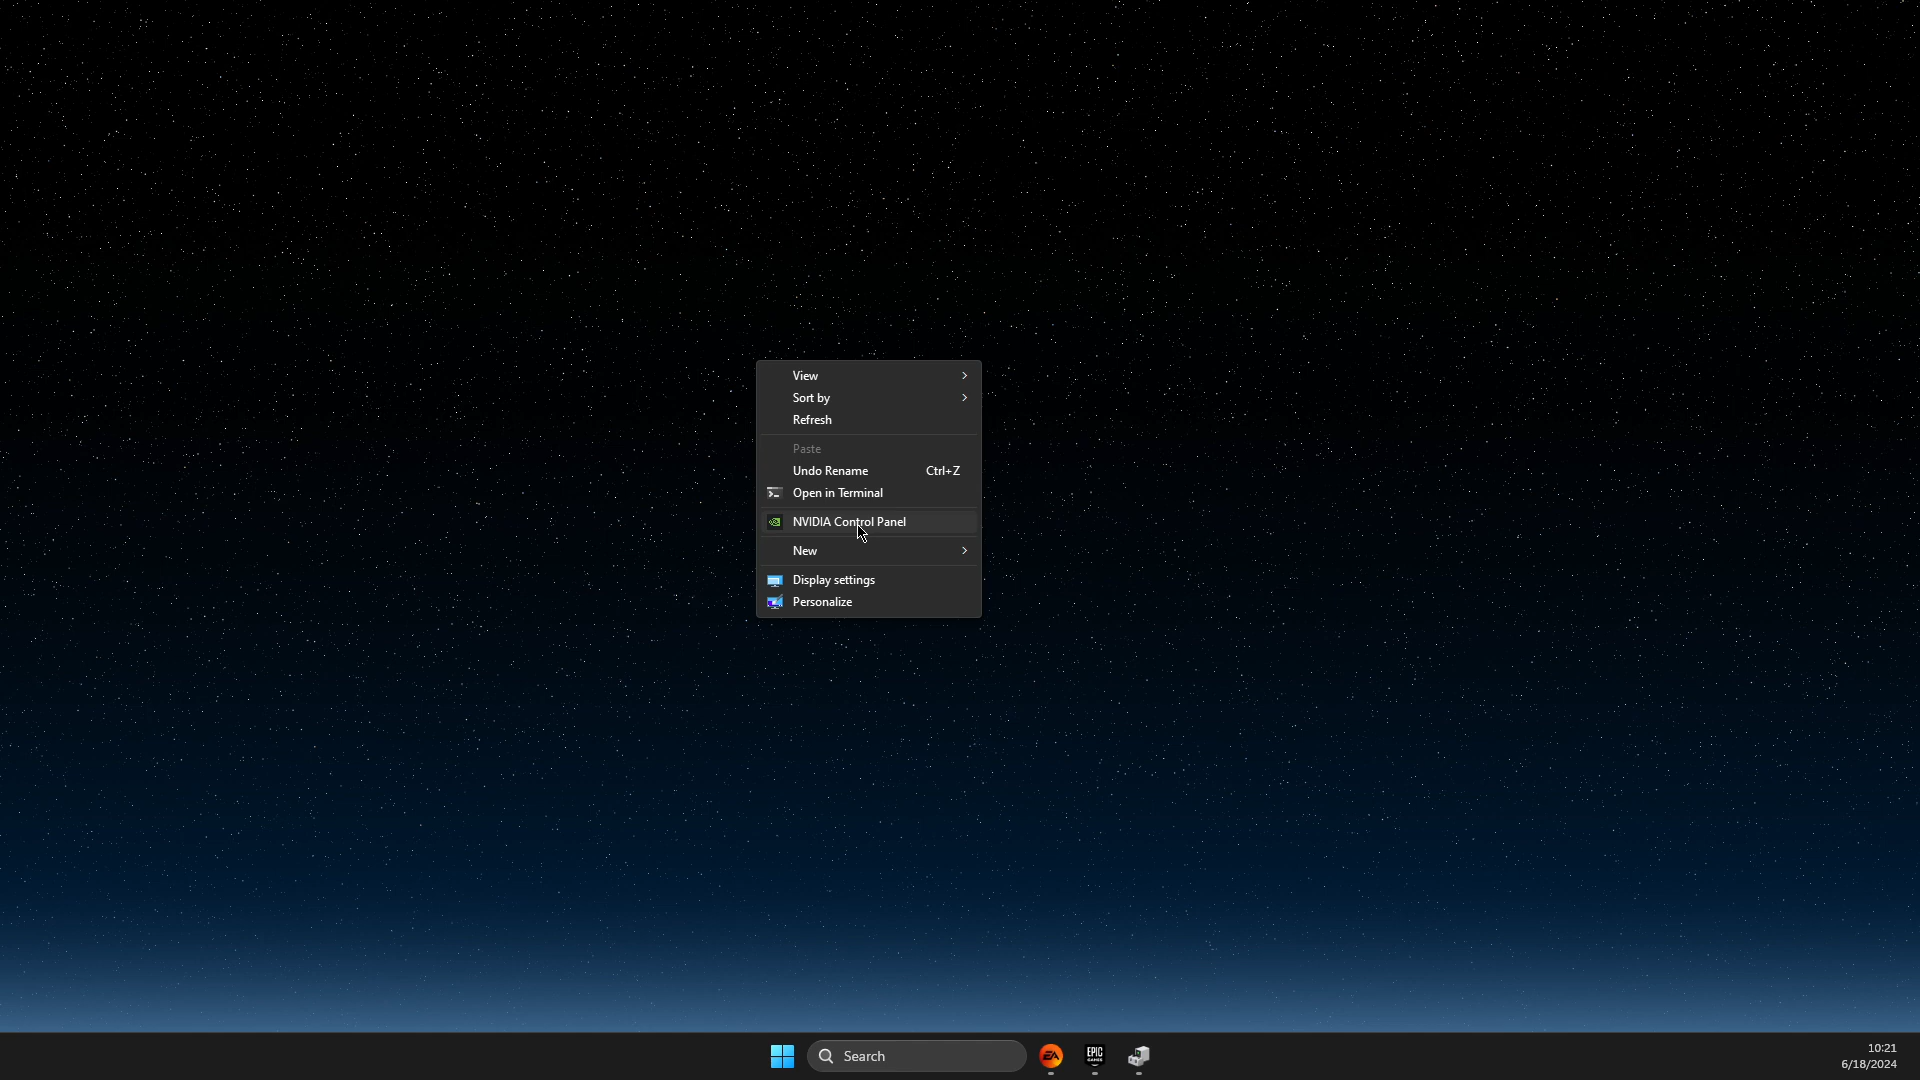 View
Sort by
Refresh
Paste
Undo Rename Ctrl+Z
Open in Terminal
NVIDIA Control Panel
New
Display settings
Personalize
Search
EA
EPIC
GAMES
10:21
6/18/2024